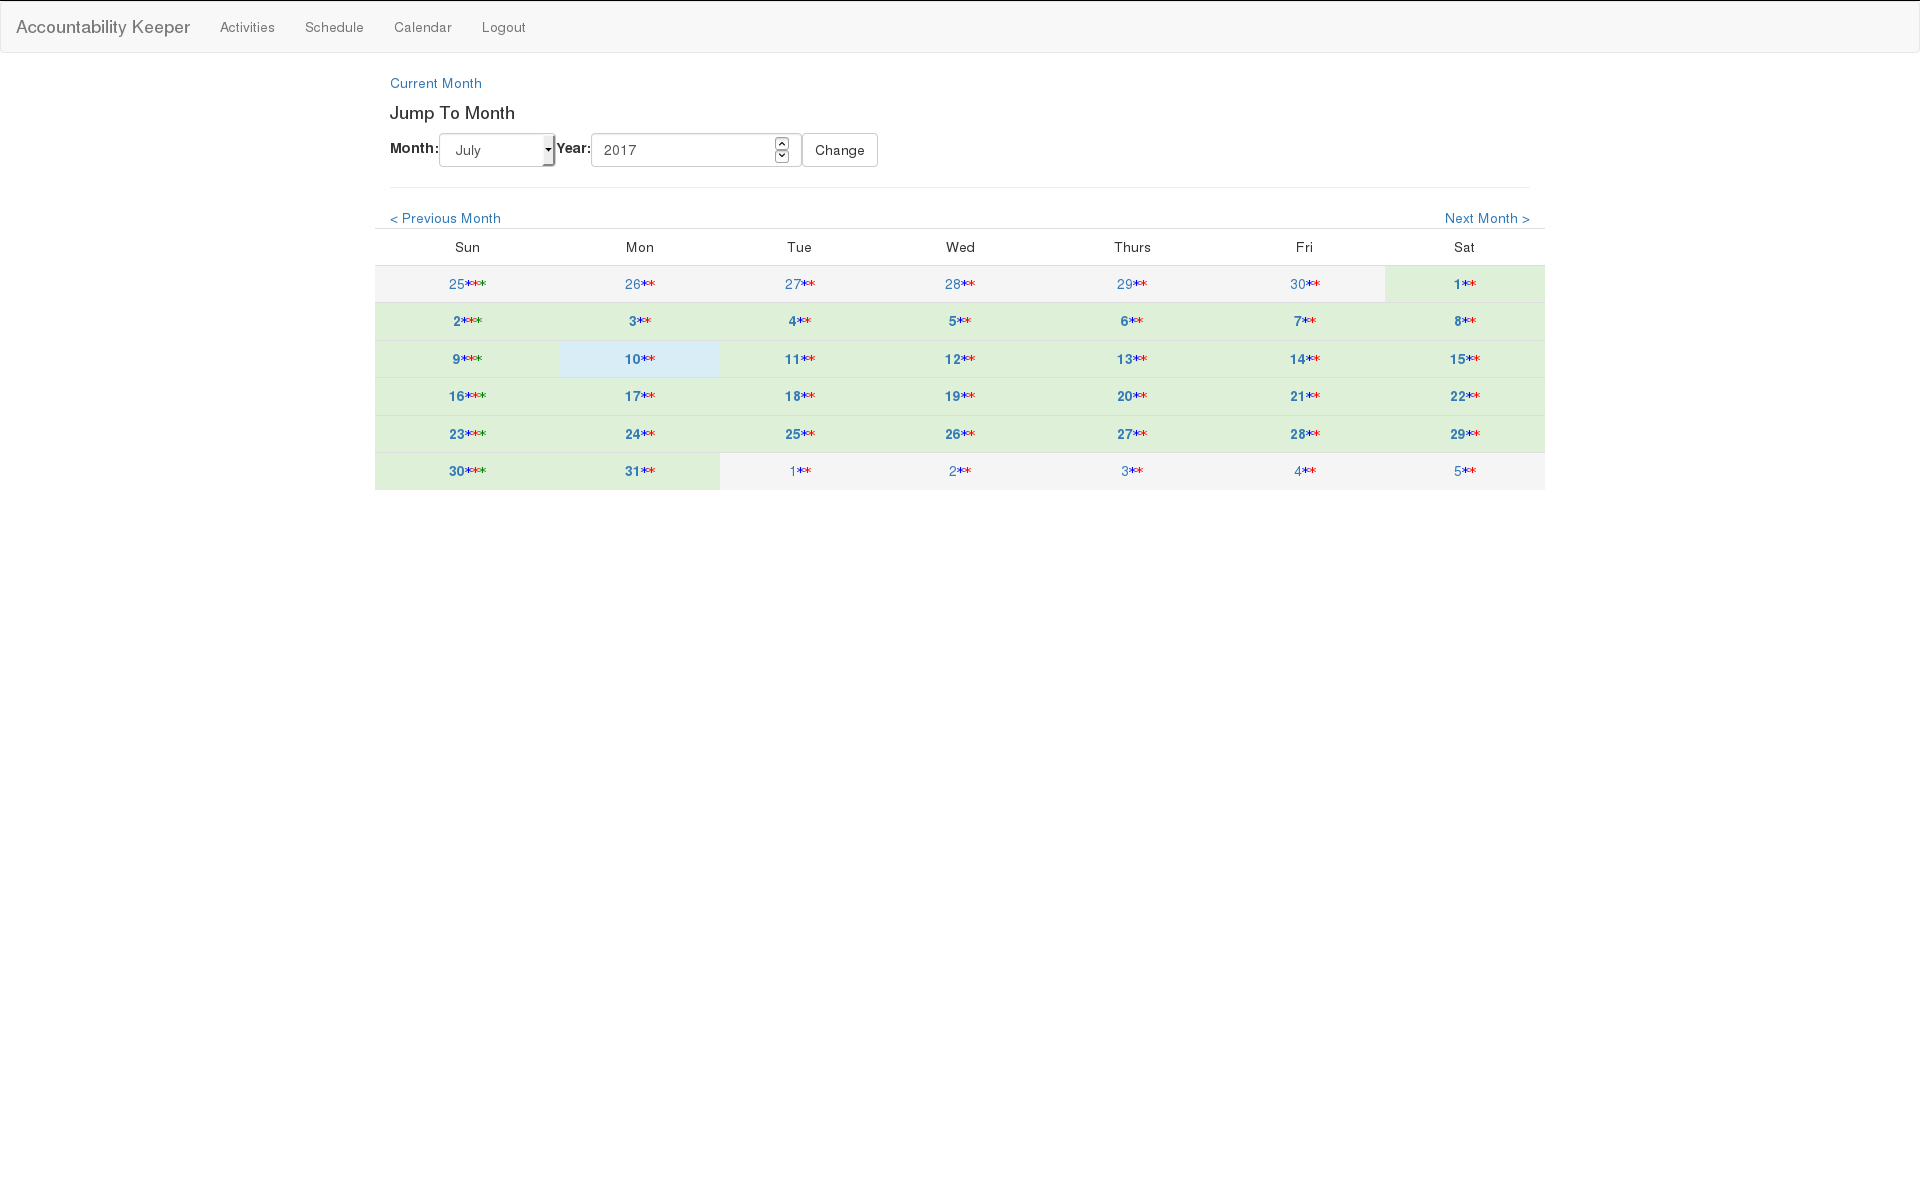 Accountability Keeper Activities Schedule Calendar Logout
Current Month
Jump To Month
Month: July Year: 2017 Change
< Previous Month Next Month >
Sun Mon Tue Wed Thurs Fri Sat
25*** 26** 27** 28** 29** 30** 1**
2*** 3** 4** 5** 6** 7** 8**
9*** 10** 11** 12** 13** 14** 15**
16*** 17** 18** 19** 20** 21** 22**
23*** 24** 25** 26** 27** 28** 29**
30*** 31** 1** 2** 3** 4** 5**